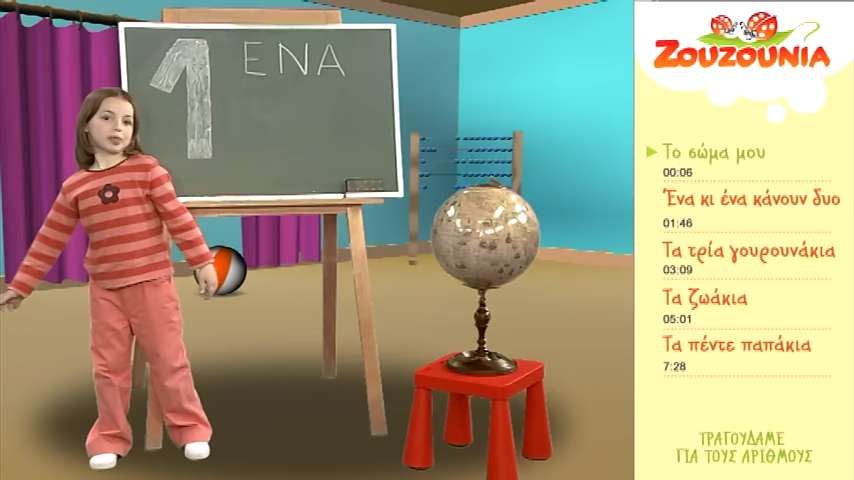 1 ΕΝΑ
ZOUZOUNIA
Το σώμα μου
00:06
Ένα κι ένα κάνουν δυο
01:46
Τα τρία γουρουνάκια
03:09
Τα ζωάκια
05:01
Τα πέντε παπάκια
7:28
ΤΡΑΓΟΥΔΑΜΕ
ΓΙΑ ΤΟΥΣ ΑΡΙΘΜΟΥΣ